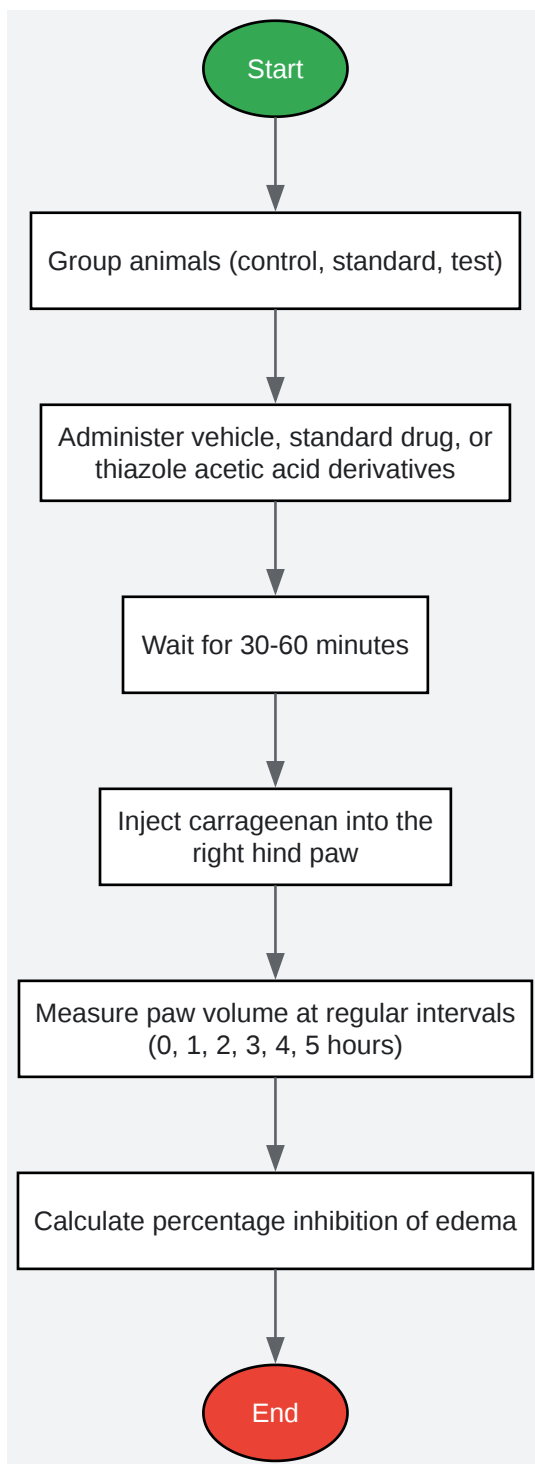 Start
Group animals (control, standard, test)
Administer vehicle, standard drug, or
thiazole acetic acid derivatives
Wait for 30-60 minutes
Inject carrageenan into the
right hind paw
Measure paw volume at regular intervals
(0, 1, 2, 3, 4, 5 hours)
Calculate percentage inhibition of edema
End